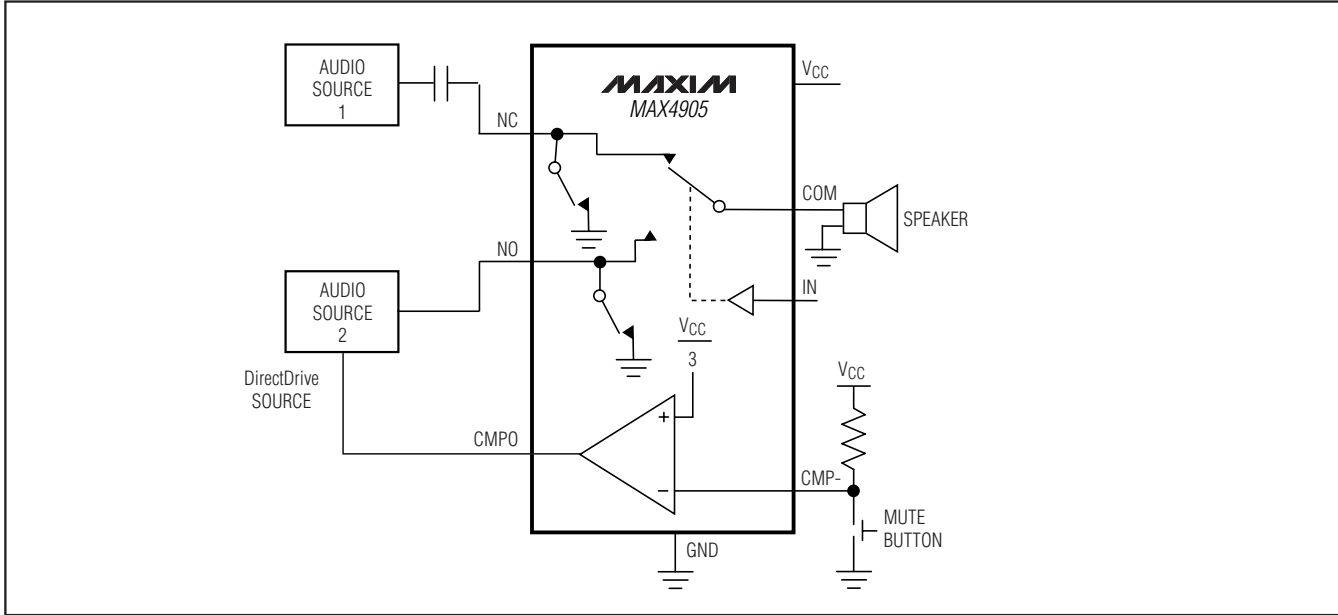 AUDIO
SOURCE
1
MAXIM
MAX4905
VCC
NC
COM
SPEAKER
NO
IN
AUDIO
SOURCE
2
VCC
3
VCC
DirectDrive
SOURCE
+
CMPO
CMP-
−
MUTE
BUTTON
GND